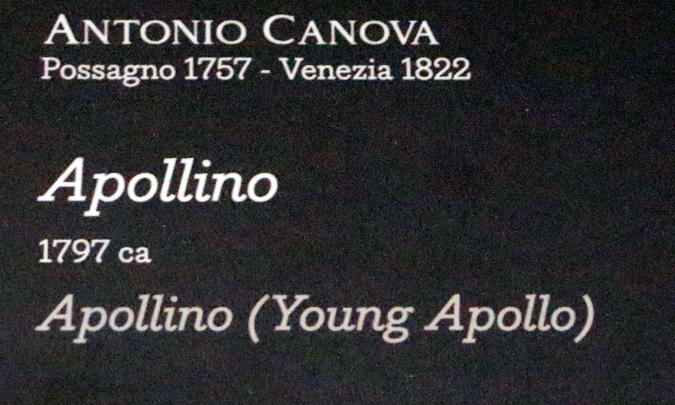 ANTONIO CANOVA
Possagno 1757 - Venezia 1822
Apollino
1797 ca
Apollino (Young Apollo)